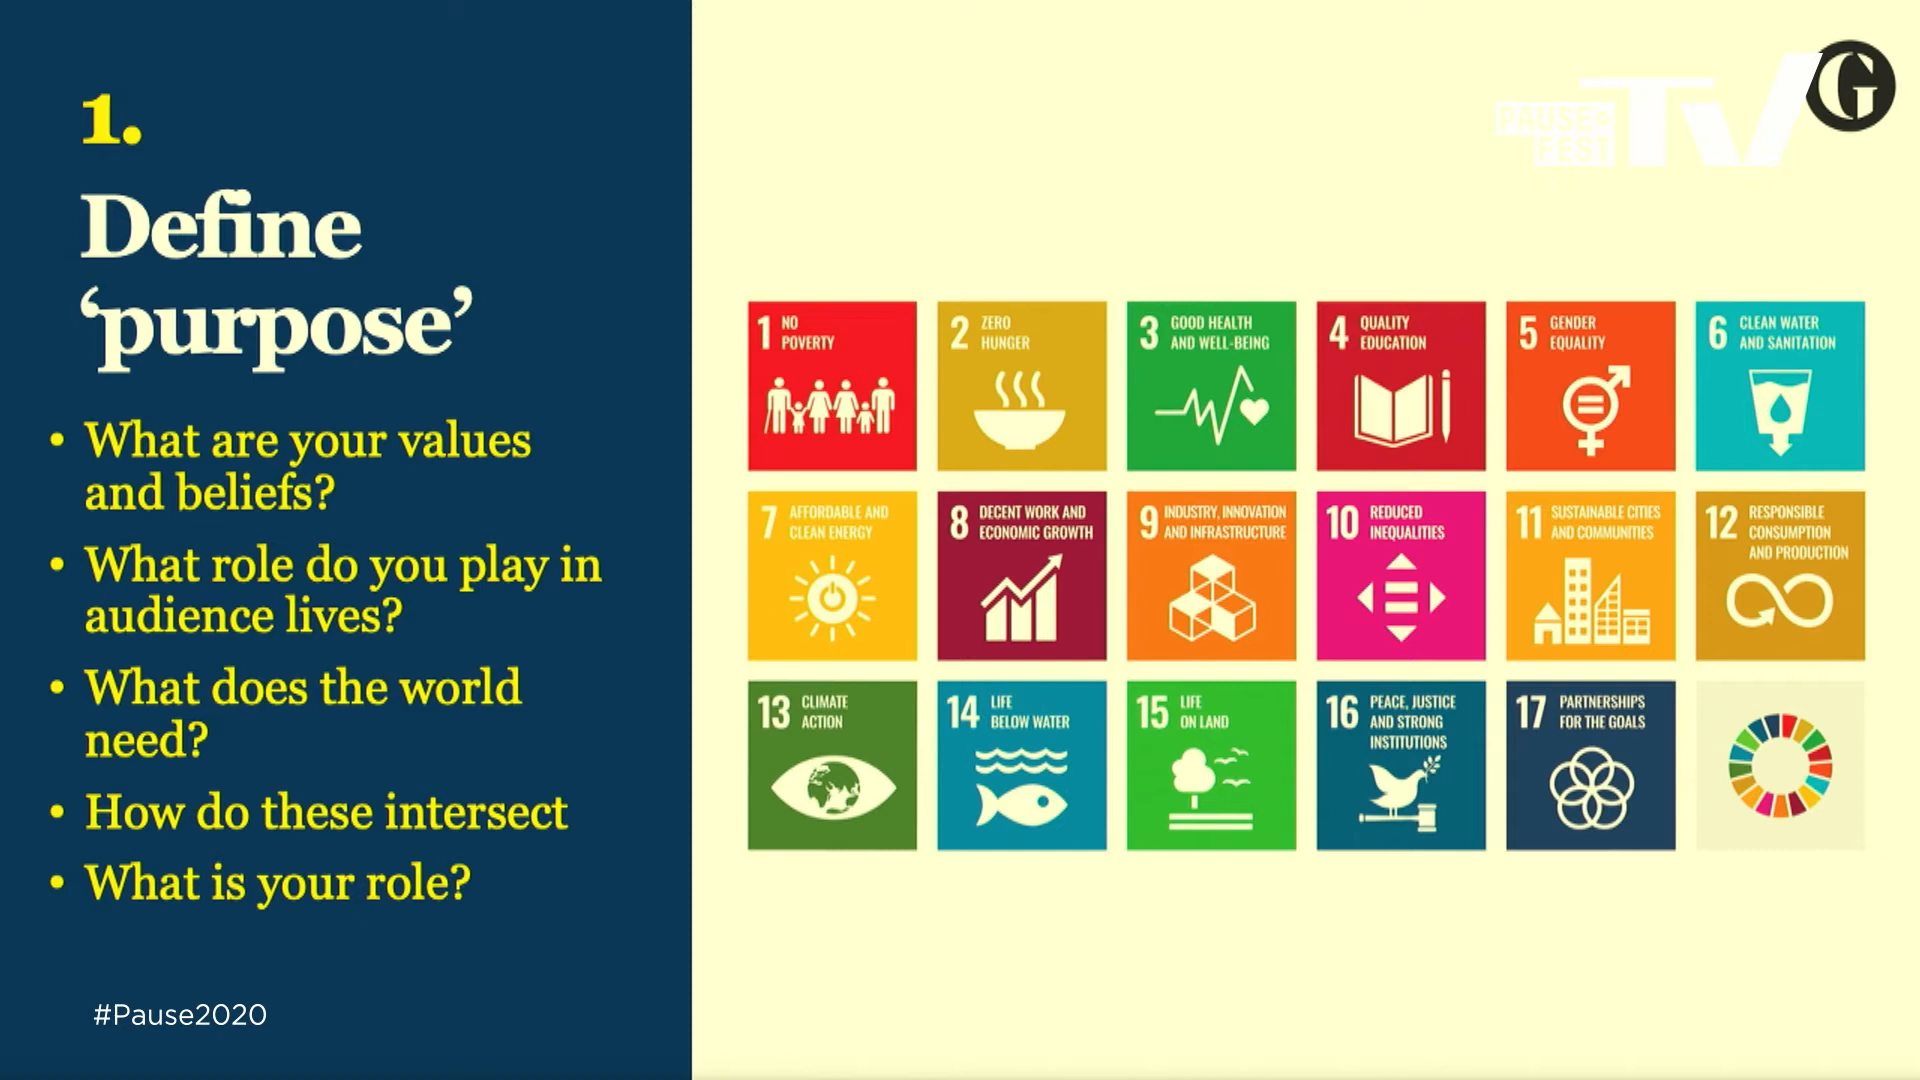 1.
Define
‘purpose’
• What are your values
and beliefs?
• What role do you play in
audience lives?
• What does the world
need?
• How do these intersect
• What is your role?
#Pause2020
PAUSE
FEST
TV
G
1 NO
POVERTY
2 ZERO
HUNGER
3 GOOD HEALTH
AND WELL-BEING
4 QUALITY
EDUCATION
5 GENDER
EQUALITY
6 CLEAN WATER
AND SANITATION
7 AFFORDABLE AND
CLEAN ENERGY
8 DECENT WORK AND
ECONOMIC GROWTH
9 INDUSTRY, INNOVATION
AND INFRASTRUCTURE
10 REDUCED
INEQUALITIES
11 SUSTAINABLE CITIES
AND COMMUNITIES
12 RESPONSIBLE
CONSUMPTION
AND PRODUCTION
13 CLIMATE
ACTION
14 LIFE
BELOW WATER
15 LIFE
ON LAND
16 PEACE, JUSTICE
AND STRONG
INSTITUTIONS
17 PARTNERSHIPS
FOR THE GOALS